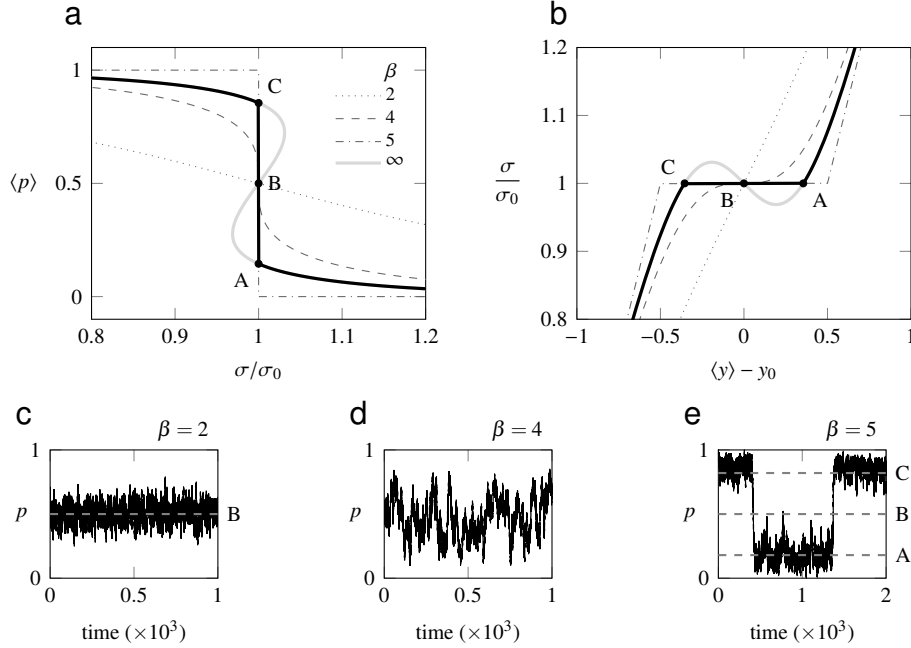 a
1
0.5
0
⟨p⟩
C
B
A
β
2
4
5
∞
0.8
0.9
1
1.1
1.2
σ/σ₀
b
1.2
1.1
1
0.9
0.8
σ
σ₀
C
B
A
−1
−0.5
0
0.5
1
⟨y⟩ − y₀
c
β = 2
1
p
B
0
0
0.5
1
time (×10³)
d
β = 4
1
p
0
0
0.5
1
time (×10³)
e
β = 5
1
C
p
B
A
0
0
1
2
time (×10³)